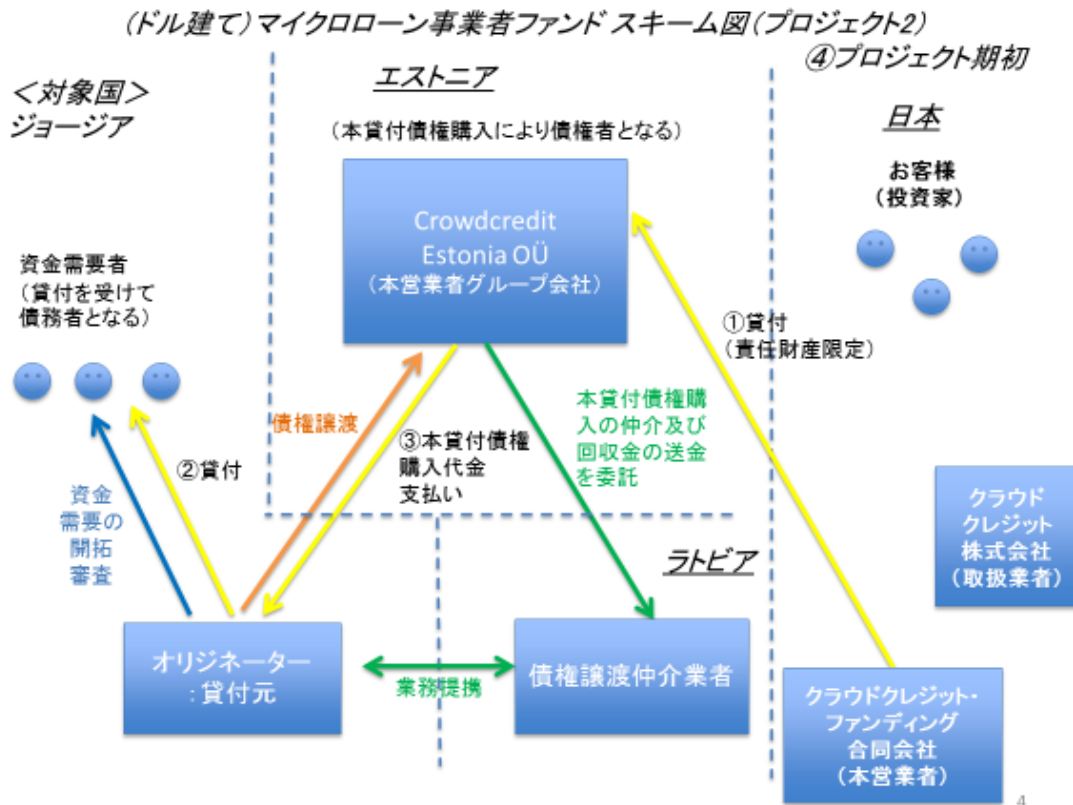 (ドル建て)マイクロローン事業者ファンド スキーム図(プロジェクト2)
④プロジェクト期初
エストニア
＜対象国＞
ジョージア
日本
(本貸付債権購入により債権者となる)
お客様
(投資家)
Crowdcredit
Estonia OÜ
(本営業者グループ会社)
資金需要者
(貸付を受けて
債務者となる)
①貸付
(責任財産限定)
債権譲渡
③本貸付債権
購入代金
支払い
本貸付債権購
入の仲介及び
回収金の送金
を委託
②貸付
資金
需要の
開拓
審査
クラウド
クレジット
株式会社
(取扱業者)
ラトビア
オリジネーター
:貸付元
業務提携
債権譲渡仲介業者
クラウドクレジット・
ファンディング
合同会社
(本営業者)
4